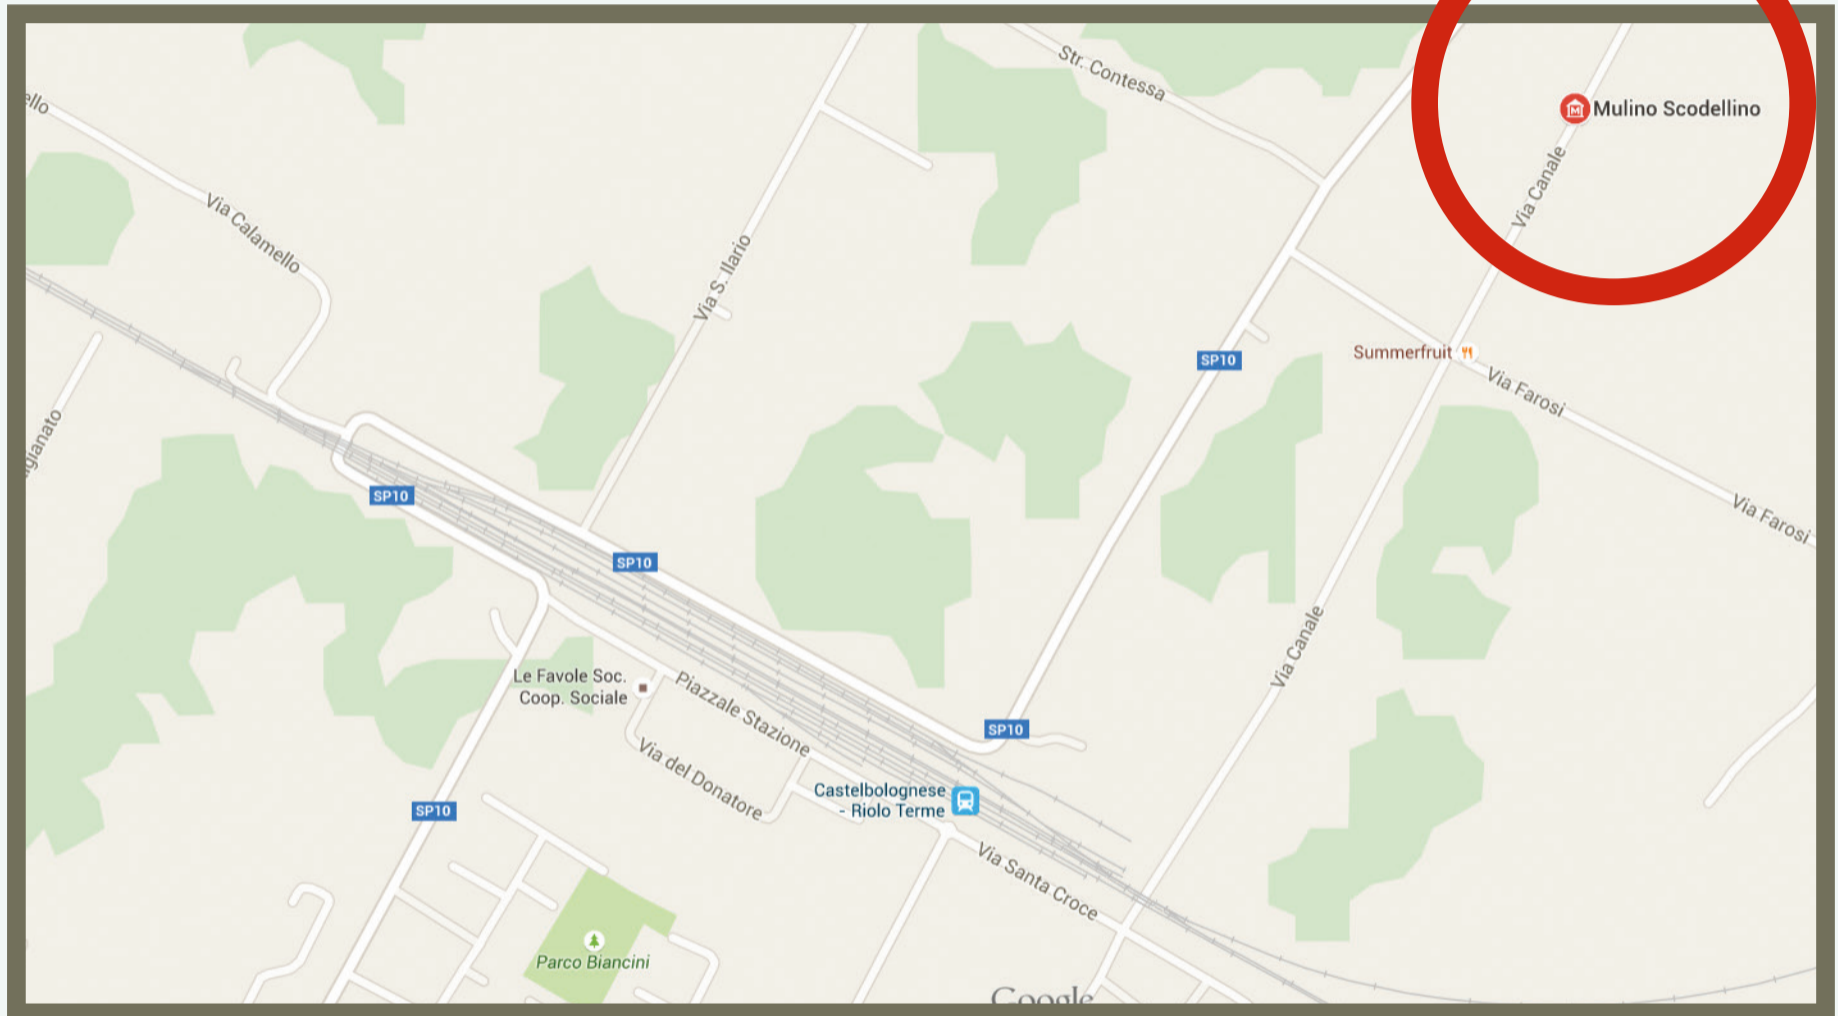 Str. Contessa
ello
Mulino Scodellino
Via Canale
Via Calamello
Via S. Ilario
SP10
Summerfruit
Via Farosi
gianato
SP10
Via Farosi
SP10
Via Canale
Le Favole Soc.
Coop. Sociale
Piazzale Stazione
SP10
Via del Donatore
Castelbolognese
- Riolo Terme
SP10
Via Santa Croce
Parco Biancini
Google